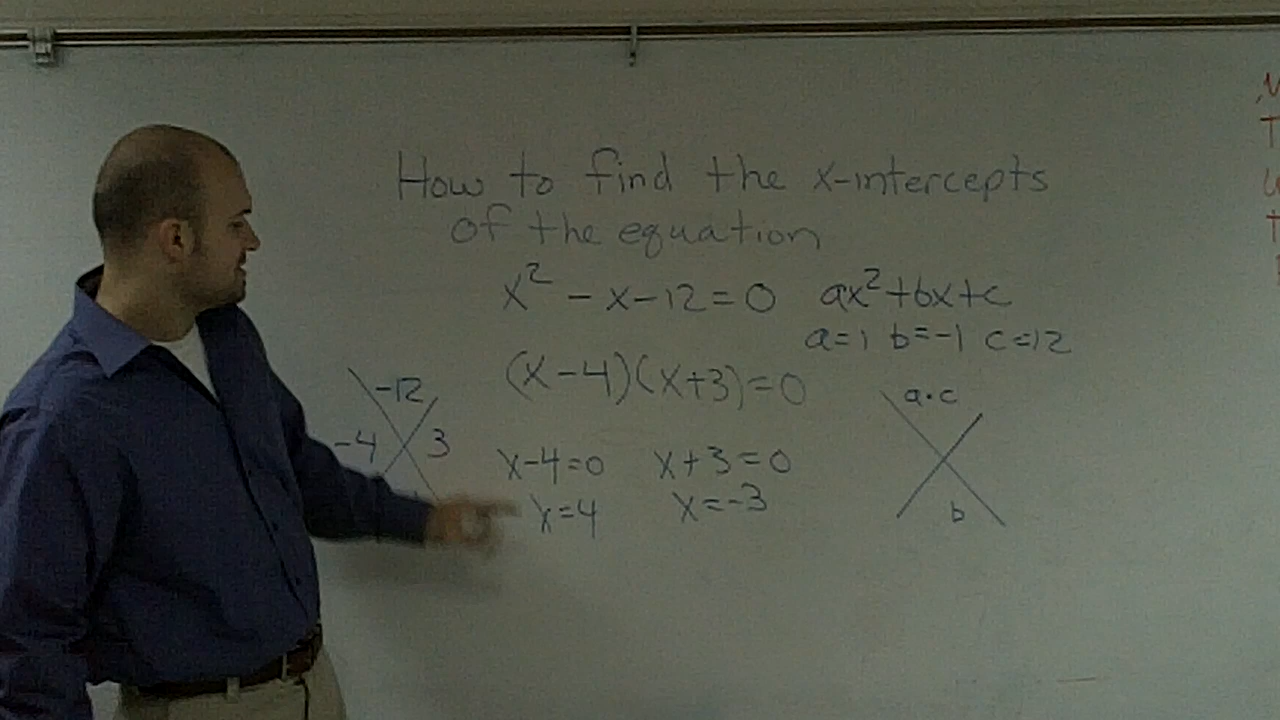 How to find the x-intercepts
of the equation
x² - x - 12 = 0 ax² + bx + c
a=1 b=-1 c=12
(x-4)(x+3)=0
-12 a·c
-4 3
x-4=0 x+3=0
x=4 x=-3
b